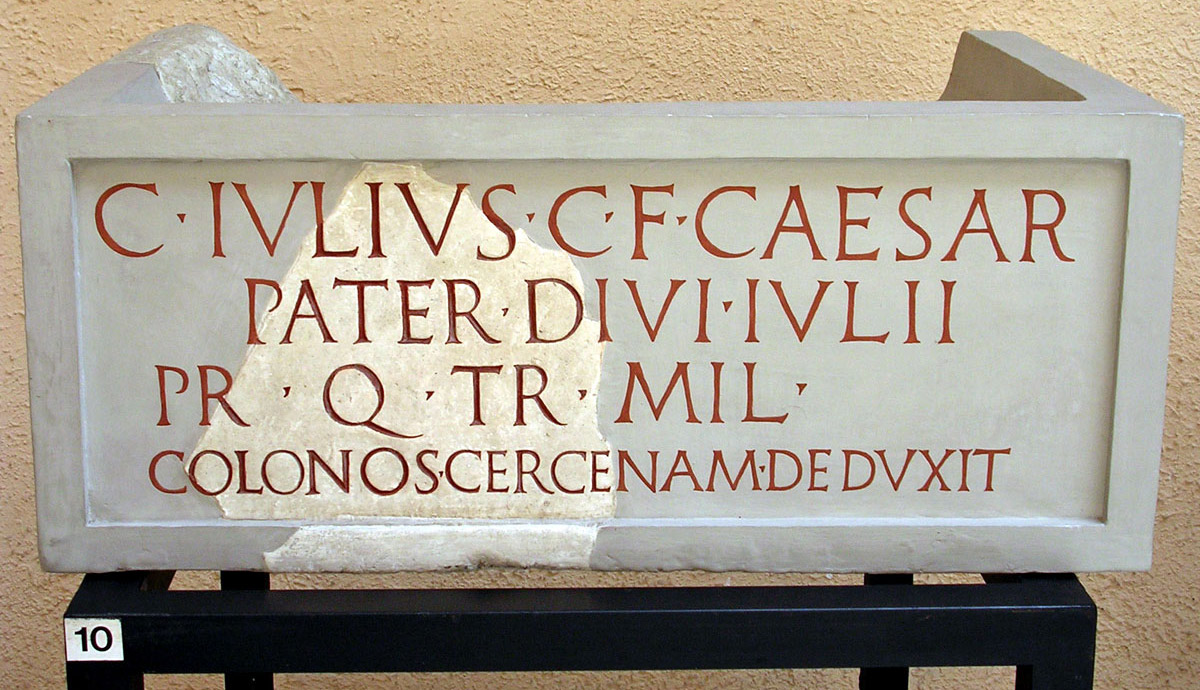 C · IVLIVS · C · F · CAESAR
PATER · DIVI · IVLII
PR · Q · TR · MIL ·
COLONOS · CERCENAM · DEDVXIT
10